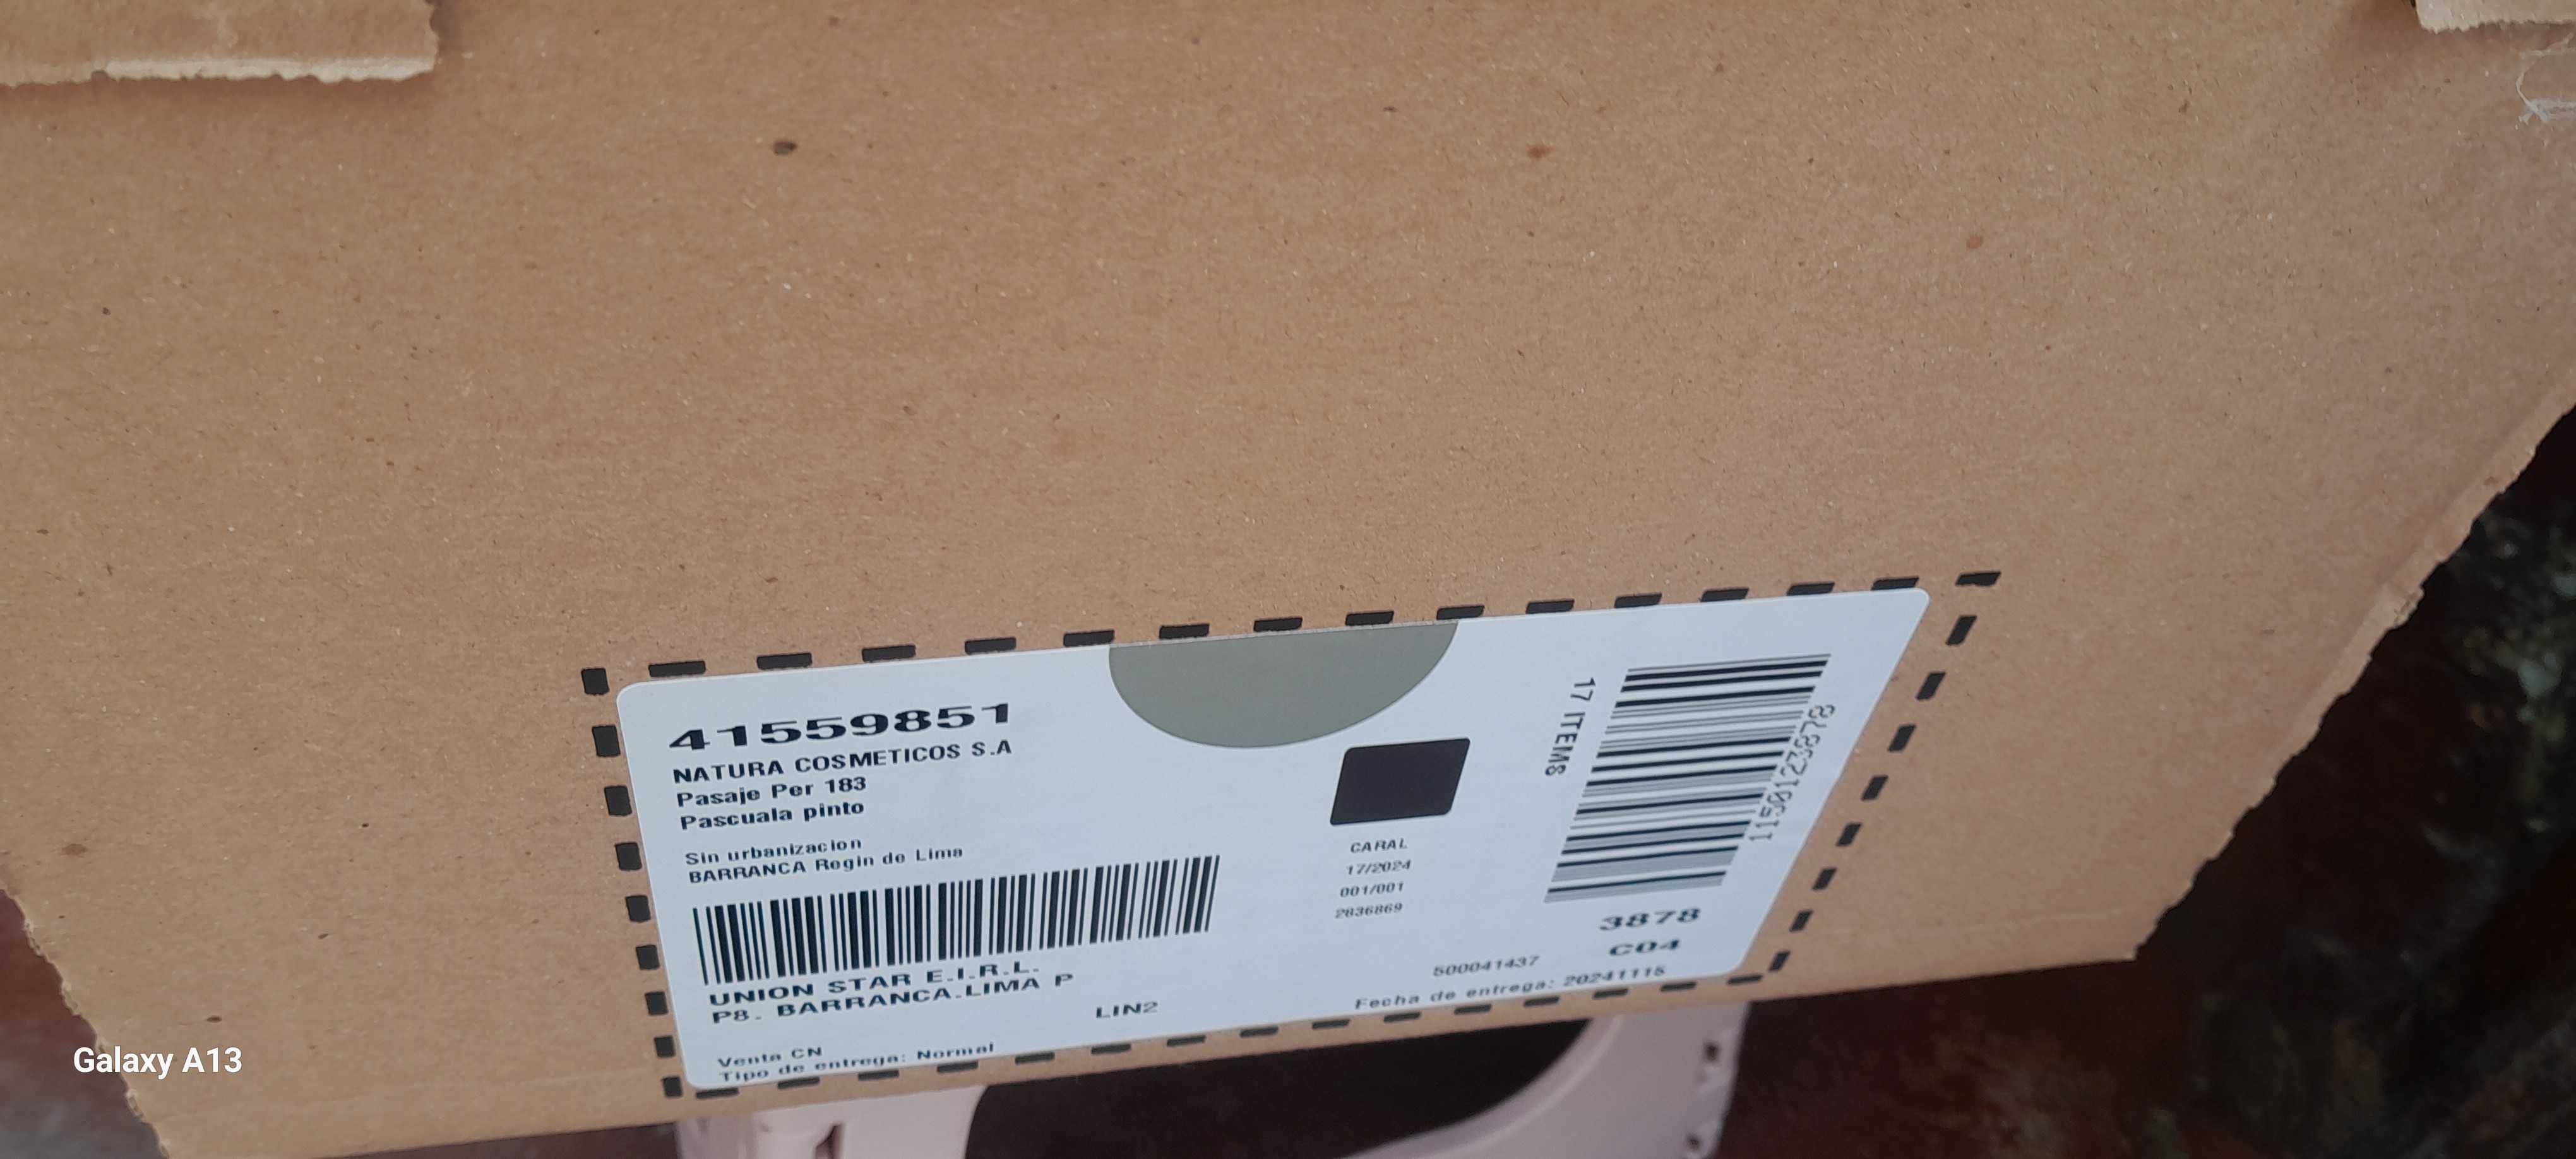 41559851
NATURA COSMETICOS S.A
Pasaje Per 183
Pascuala pinto
Sin urbanizacion
BARRANCA Regin de Lima
UNION STAR E.I.R.L.
P8. BARRANCA.LIMA P
LIN2
Venta CN
Tipo de entrega: Normal
CARAL
17/2024
001/001
2836869
17 ITEMS
1150123878
3878
C04
500041437
Fecha de entrega: 20241115
Galaxy A13